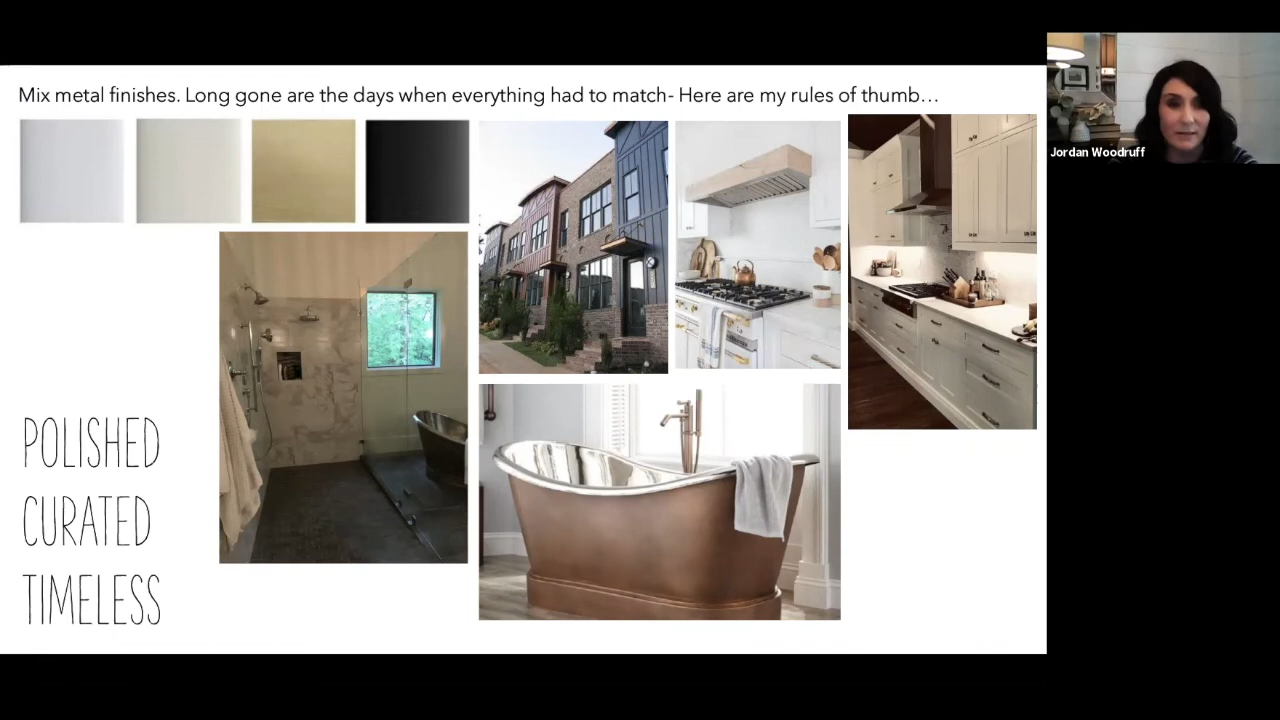 Mix metal finishes. Long gone are the days when everything had to match- Here are my rules of thumb…
Jordan Woodruff
POLISHED
CURATED
TIMELESS